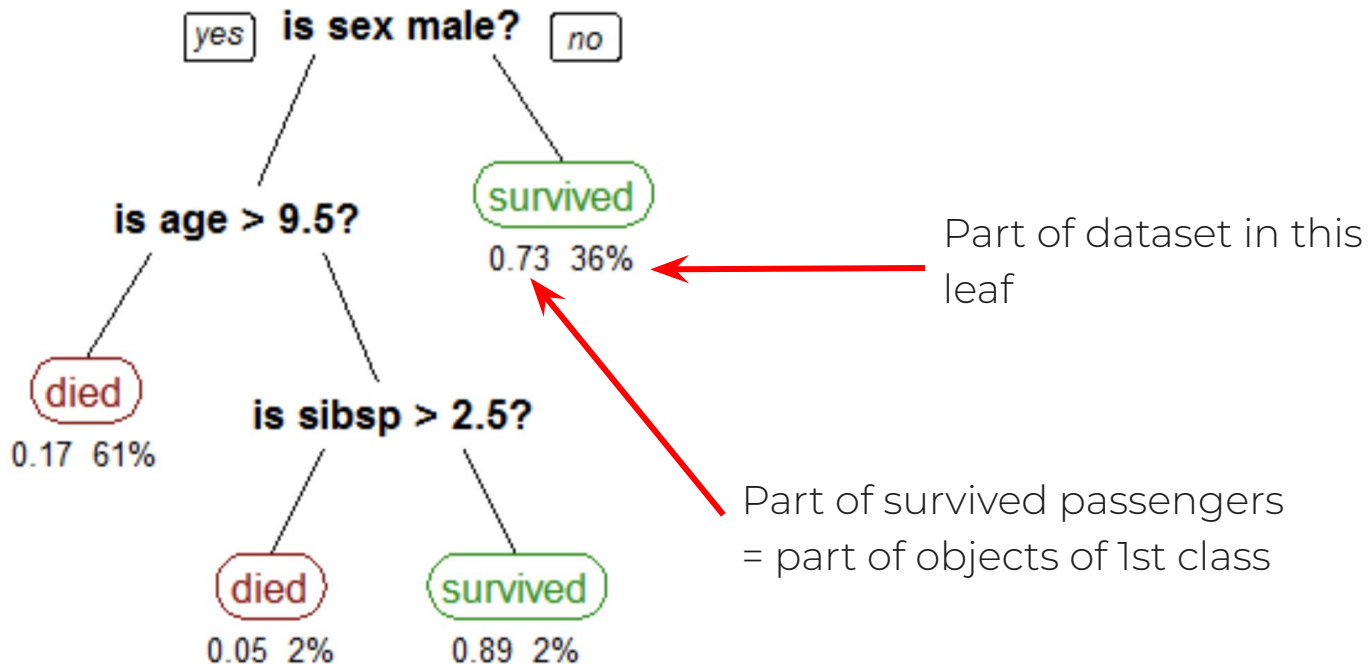 yes is sex male? no
survived
0.73 36%
is age > 9.5?
Part of dataset in this
leaf
died
0.17 61%
is sibsp > 2.5?
Part of survived passengers
= part of objects of 1st class
died
0.05 2%
survived
0.89 2%